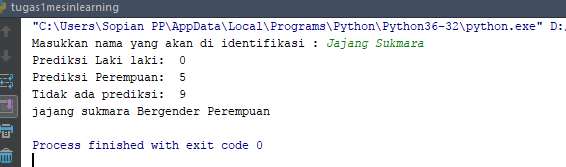 tugas1mesinlearning
"C:\Users\Sopian PP\AppData\Local\Programs\Python\Python36-32\python.exe" D:/
Masukkan nama yang akan di identifikasi : Jajang Sukmara
Prediksi Laki laki:  0
Prediksi Perempuan:  5
Tidak ada prediksi:  9
jajang sukmara Bergender Perempuan
Process finished with exit code 0